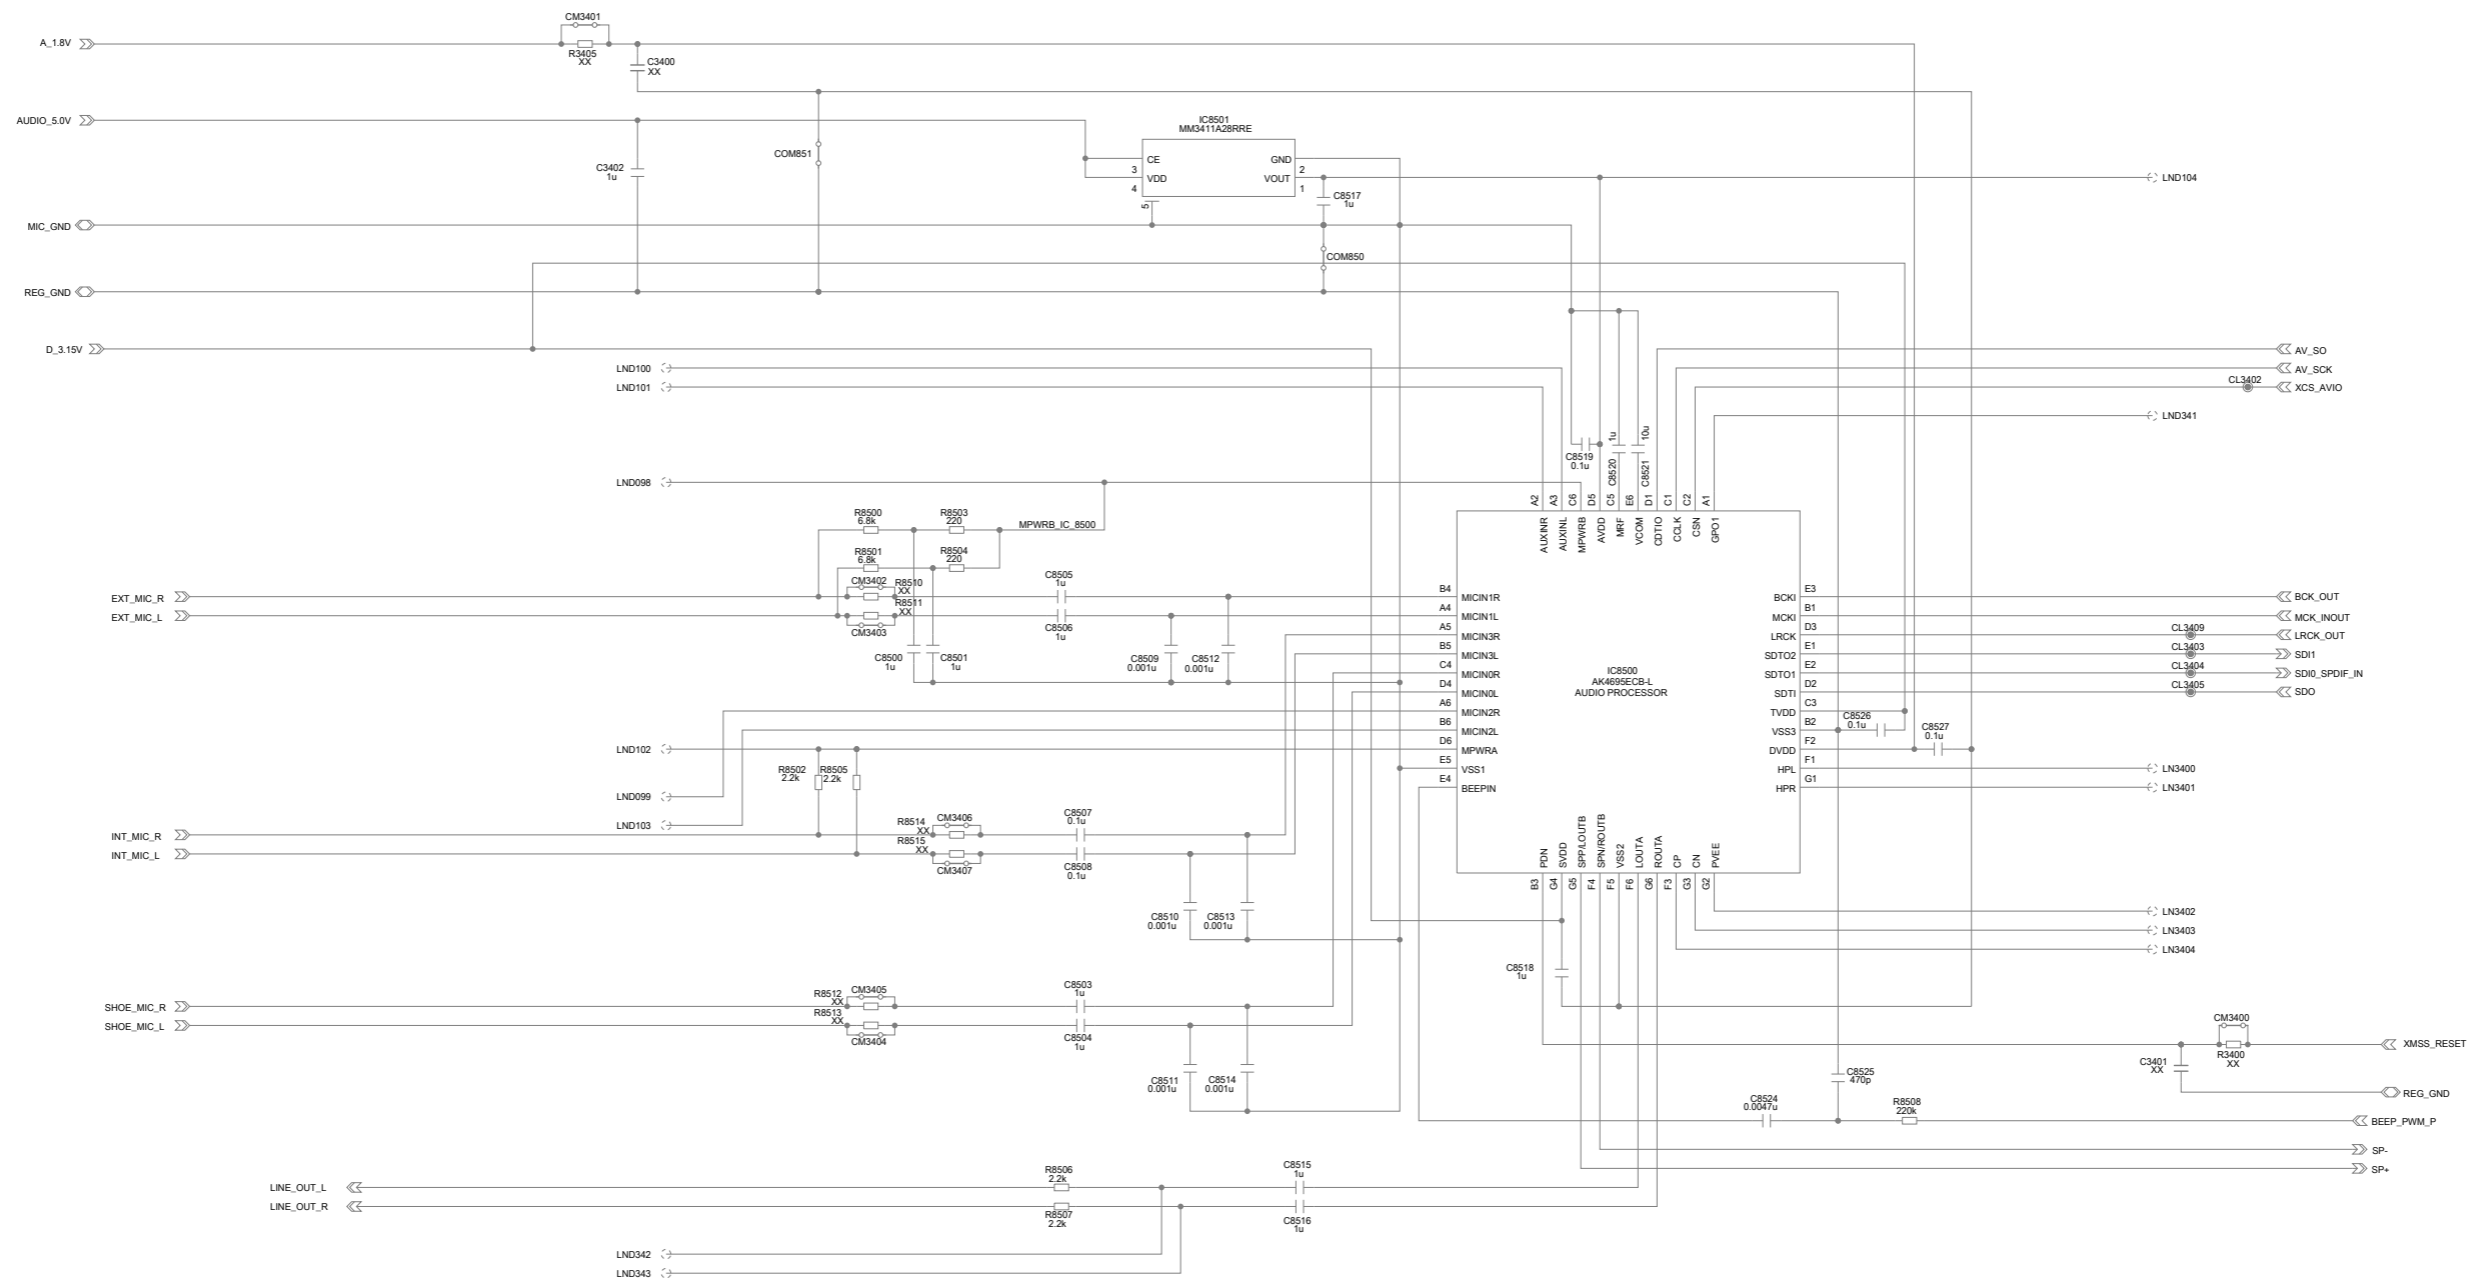 CM3401
A_1.8V
R3405
XX
C3400
XX
AUDIO_5.0V
IC8501
MM3411A28RRE
COM851
C3402
1u
CE
GND
3
2
VDD
VOUT
4
1
5
C8517
1u
LND104
MIC_GND
COM850
REG_GND
D_3.15V
AV_SO
LND100
AV_SCK
LND101
CL3402
XCS_AVIO
LND341
C8519
0.1u
1u
C8520
10u
C8521
LND098
A2
A3
C6
D5
C5
E6
D1
C1
C2
A1
R8500
6.8k
R8503
220
MPWRB_IC_8500
AUXINR
AUXINL
MPWRB
AVDD
MRF
VCOM
CDTIO
CCLK
CSN
GPO1
R8501
6.8k
R8504
220
CM3402
R8510
XX
C8505
1u
EXT_MIC_R
B4
MICIN1R
BCKI
E3
BCK_OUT
R8511
XX
EXT_MIC_L
A4
MICIN1L
MCKI
B1
MCK_INOUT
CM3403
C8506
1u
A5
MICIN3R
LRCK
D3
CL3409
LRCK_OUT
C8500
1u
C8501
1u
C8509
0.001u
C8512
0.001u
B5
MICIN3L
SDTO2
E1
CL3403
SDI1
IC8500
AK4695ECB-L
AUDIO PROCESSOR
C4
MICIN0R
SDTO1
E2
CL3404
SDI0_SPDIF_IN
D4
MICIN0L
SDTI
D2
CL3405
SDO
A6
MICIN2R
TVDD
C3
C8526
0.1u
C8527
0.1u
B6
MICIN2L
VSS3
B2
LND102
D6
MPWRA
DVDD
F2
R8502
2.2k
R8505
2.2k
E5
VSS1
HPL
F1
LN3400
E4
BEEPIN
HPR
G1
LN3401
LND099
LND103
INT_MIC_R
R8514
XX
CM3406
C8507
0.1u
INT_MIC_L
R8515
XX
CM3407
C8508
0.1u
PDN
SVDD
SPP/LOUTB
SPN/ROUTB
VSS2
LOUTA
ROUTA
CP
CN
PVEE
B3
G4
G5
F4
F5
F6
G6
F3
G3
G2
C8510
0.001u
C8513
0.001u
LN3402
LN3403
LN3404
C8518
1u
SHOE_MIC_R
R8512
XX
CM3405
C8503
1u
SHOE_MIC_L
R8513
XX
CM3404
C8504
1u
CM3400
XMSS_RESET
R3400
XX
C3401
XX
C8511
0.001u
C8514
0.001u
C8525
470p
REG_GND
C8524
0.0047u
R8508
220k
BEEP_PWM_P
SP-
SP+
LINE_OUT_L
R8506
2.2k
C8515
1u
LINE_OUT_R
R8507
2.2k
C8516
1u
LND342
LND343